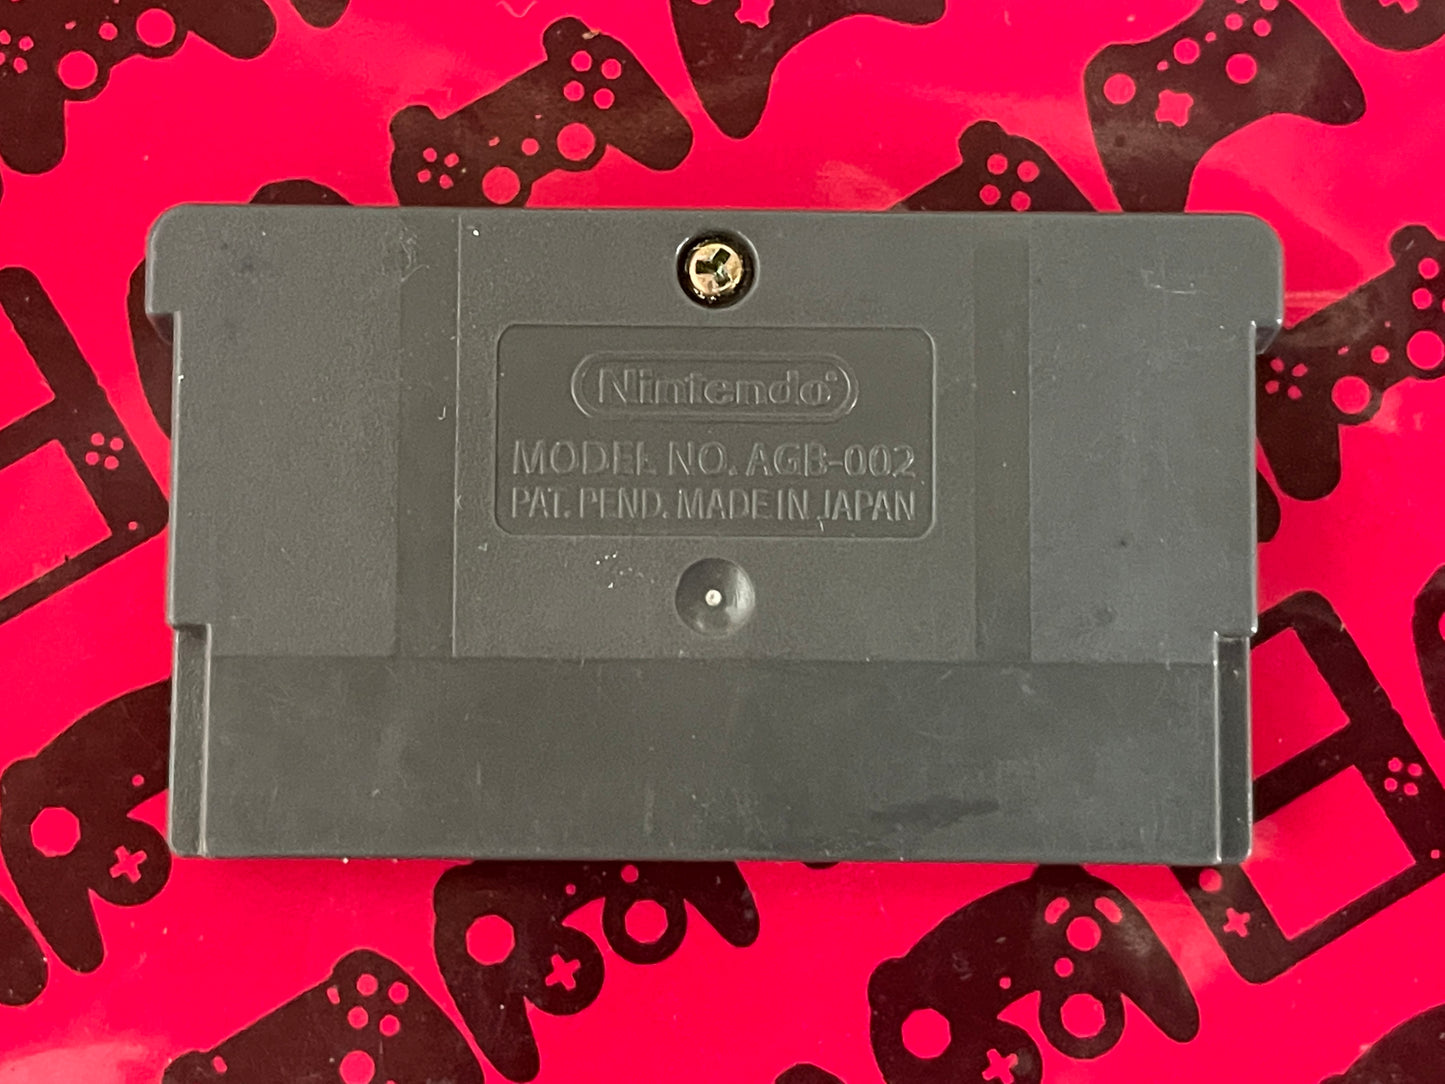 Nintendo®
MODEL NO. AGB-002
PAT. PEND. MADE IN JAPAN